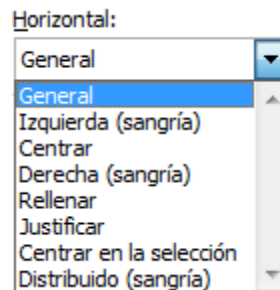 Horizontal:
General
General
Izquierda (sangría)
Centrar
Derecha (sangría)
Rellenar
Justificar
Centrar en la selección
Distribuido (sangría)